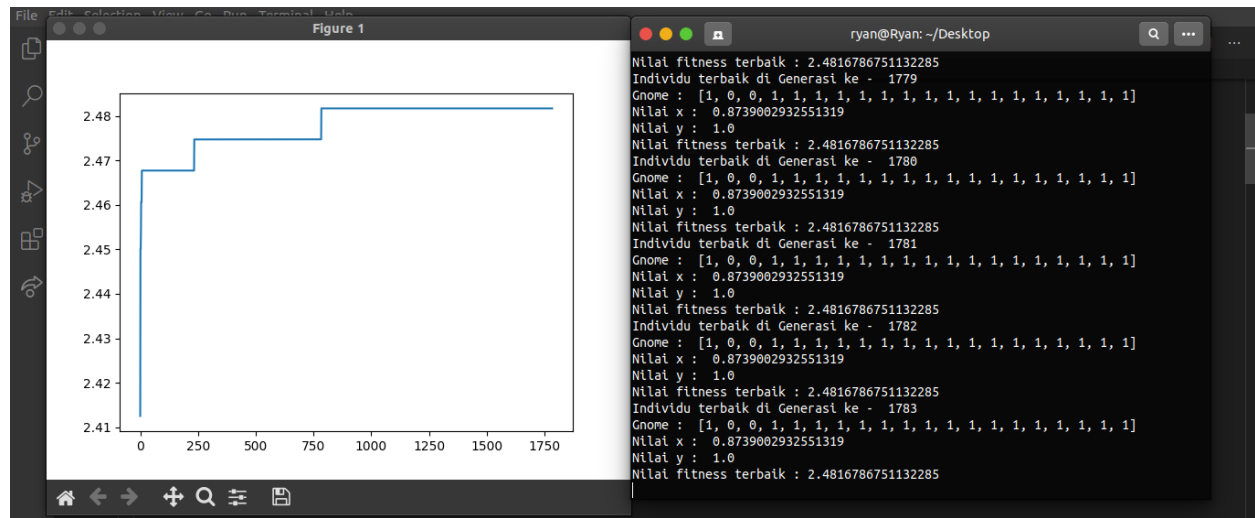 File Edit Selection View Go Run Terminal Help
Figure 1
2.48
2.47
2.46
2.45
2.44
2.43
2.42
2.41
0 250 500 750 1000 1250 1500 1750
ryan@Ryan: ~/Desktop
Nilai fitness terbaik : 2.4816786751132285
Individu terbaik di Generasi ke -  1779
Gnome :  [1, 0, 0, 1, 1, 1, 1, 1, 1, 1, 1, 1, 1, 1, 1, 1, 1, 1, 1, 1]
Nilai x :  0.8739002932551319
Nilai y :  1.0
Nilai fitness terbaik : 2.4816786751132285
Individu terbaik di Generasi ke -  1780
Gnome :  [1, 0, 0, 1, 1, 1, 1, 1, 1, 1, 1, 1, 1, 1, 1, 1, 1, 1, 1, 1]
Nilai x :  0.8739002932551319
Nilai y :  1.0
Nilai fitness terbaik : 2.4816786751132285
Individu terbaik di Generasi ke -  1781
Gnome :  [1, 0, 0, 1, 1, 1, 1, 1, 1, 1, 1, 1, 1, 1, 1, 1, 1, 1, 1, 1]
Nilai x :  0.8739002932551319
Nilai y :  1.0
Nilai fitness terbaik : 2.4816786751132285
Individu terbaik di Generasi ke -  1782
Gnome :  [1, 0, 0, 1, 1, 1, 1, 1, 1, 1, 1, 1, 1, 1, 1, 1, 1, 1, 1, 1]
Nilai x :  0.8739002932551319
Nilai y :  1.0
Nilai fitness terbaik : 2.4816786751132285
Individu terbaik di Generasi ke -  1783
Gnome :  [1, 0, 0, 1, 1, 1, 1, 1, 1, 1, 1, 1, 1, 1, 1, 1, 1, 1, 1, 1]
Nilai x :  0.8739002932551319
Nilai y :  1.0
Nilai fitness terbaik : 2.4816786751132285